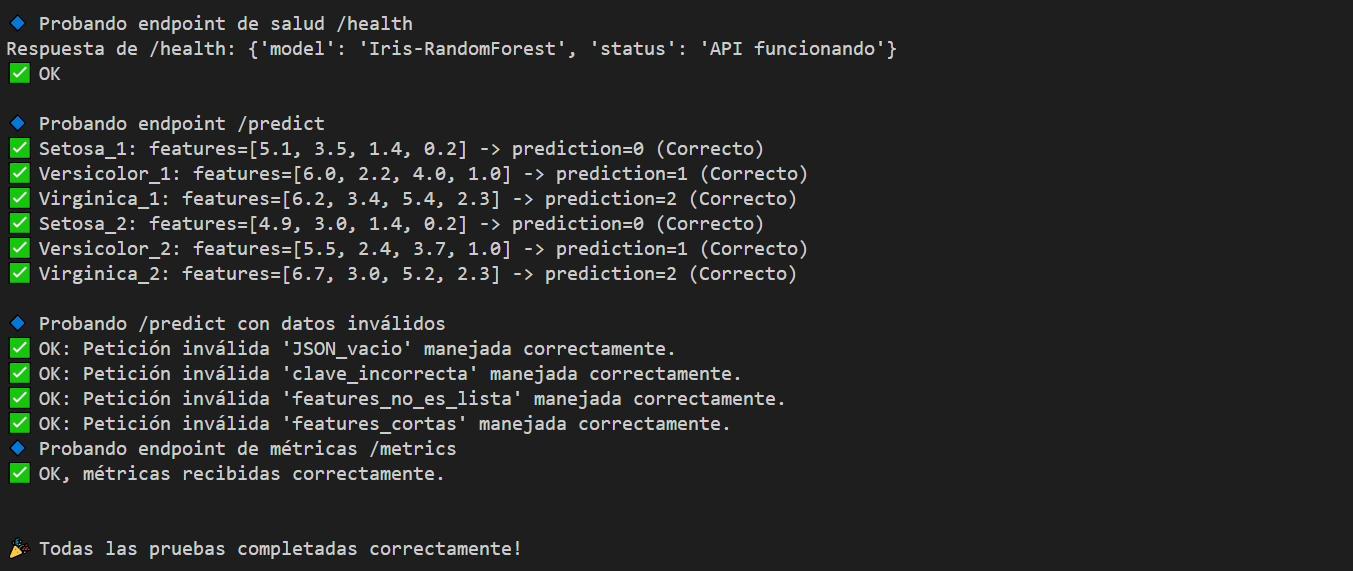 🔹 Probando endpoint de salud /health
Respuesta de /health: {'model': 'Iris-RandomForest', 'status': 'API funcionando'}
✅ OK
🔹 Probando endpoint /predict
✅ Setosa_1: features=[5.1, 3.5, 1.4, 0.2] -> prediction=0 (Correcto)
✅ Versicolor_1: features=[6.0, 2.2, 4.0, 1.0] -> prediction=1 (Correcto)
✅ Virginica_1: features=[6.2, 3.4, 5.4, 2.3] -> prediction=2 (Correcto)
✅ Setosa_2: features=[4.9, 3.0, 1.4, 0.2] -> prediction=0 (Correcto)
✅ Versicolor_2: features=[5.5, 2.4, 3.7, 1.0] -> prediction=1 (Correcto)
✅ Virginica_2: features=[6.7, 3.0, 5.2, 2.3] -> prediction=2 (Correcto)
🔹 Probando /predict con datos inválidos
✅ OK: Petición inválida 'JSON_vacio' manejada correctamente.
✅ OK: Petición inválida 'clave_incorrecta' manejada correctamente.
✅ OK: Petición inválida 'features_no_es_lista' manejada correctamente.
✅ OK: Petición inválida 'features_cortas' manejada correctamente.
🔹 Probando endpoint de métricas /metrics
✅ OK, métricas recibidas correctamente.
🎉 Todas las pruebas completadas correctamente!